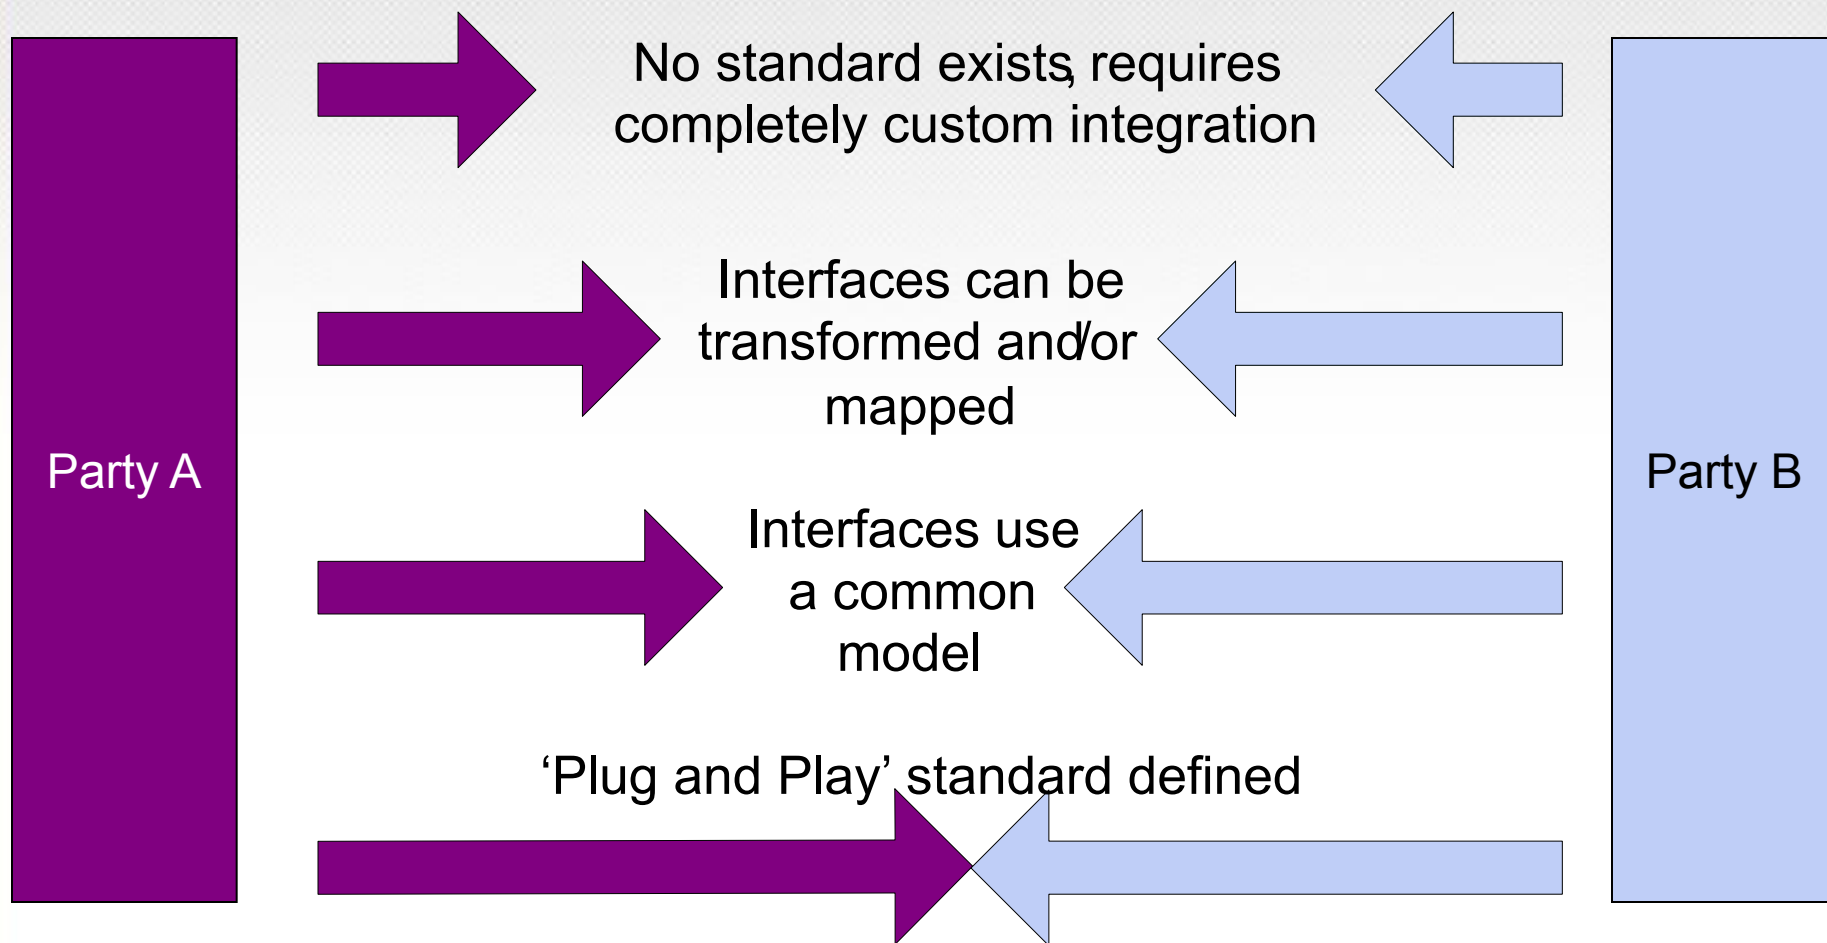 No standard exists, requires
completely custom integration
Interfaces can be
transformed and/or
mapped
Party A
Party B
Interfaces use
a common
model
‘Plug and Play’ standard defined